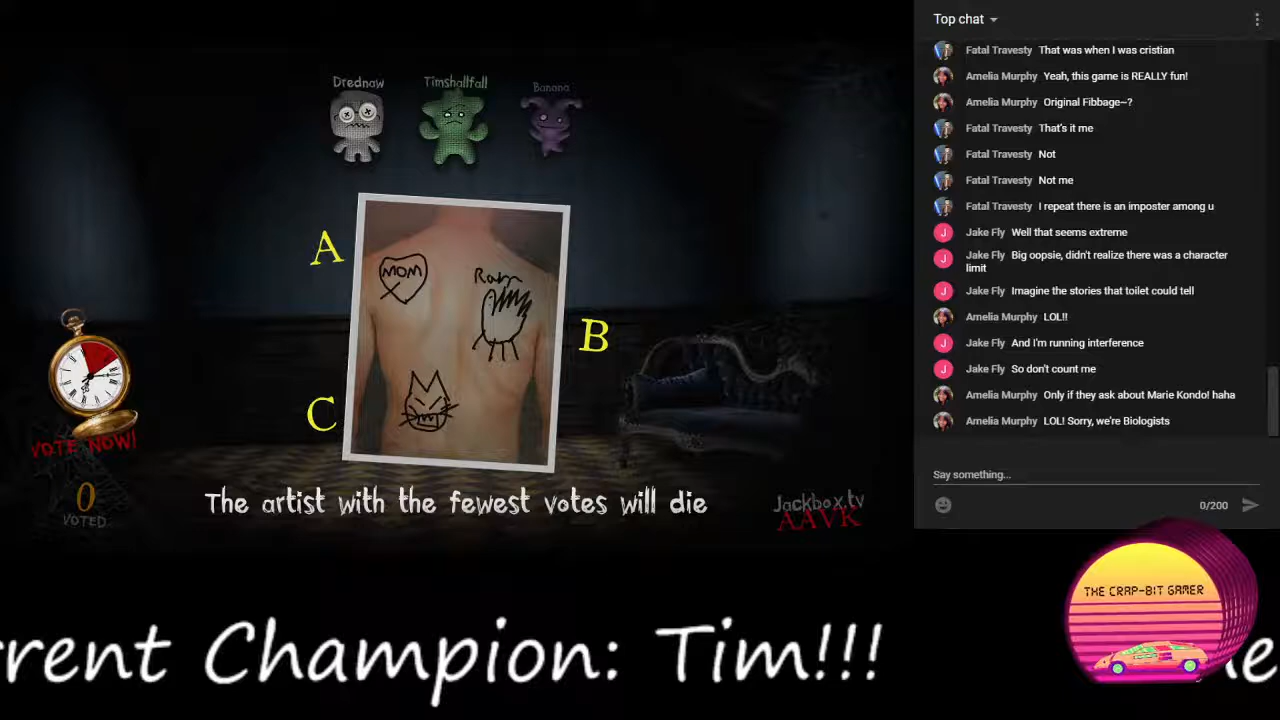 Drednaw
Timshallfall
Banana
A
MOM
Ram
B
C
VOTE NOW!
0
VOTED
The artist with the fewest votes will die
Jackbox.tv
AAVK
Top chat
Fatal Travesty That was when I was cristian
Amelia Murphy Yeah, this game is REALLY fun!
Amelia Murphy Original Fibbage~?
Fatal Travesty That's it me
Fatal Travesty Not
Fatal Travesty Not me
Fatal Travesty I repeat there is an imposter among u
Jake Fly Well that seems extreme
Jake Fly Big oopsie, didn't realize there was a character
limit
Jake Fly Imagine the stories that toilet could tell
Amelia Murphy LOL!!
Jake Fly And I'm running interference
Jake Fly So don't count me
Amelia Murphy Only if they ask about Marie Kondo! haha
Amelia Murphy LOL! Sorry, we're Biologists
Say something...
0/200
THE CRAP-BIT GAMER
rrent Champion: Tim!!!